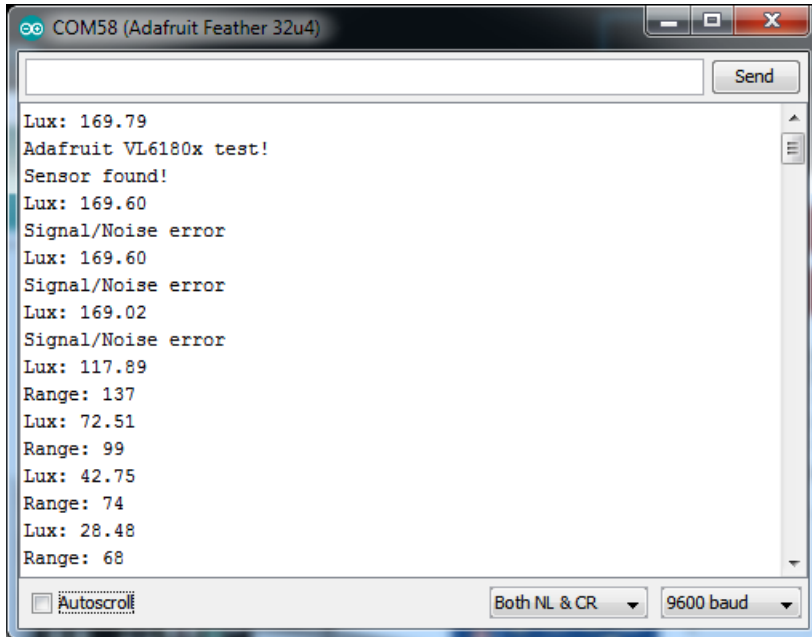 COM58 (Adafruit Feather 32u4)
Send
Lux: 169.79
Adafruit VL6180x test!
Sensor found!
Lux: 169.60
Signal/Noise error
Lux: 169.60
Signal/Noise error
Lux: 169.02
Signal/Noise error
Lux: 117.89
Range: 137
Lux: 72.51
Range: 99
Lux: 42.75
Range: 74
Lux: 28.48
Range: 68
Autoscroll Both NL & CR 9600 baud